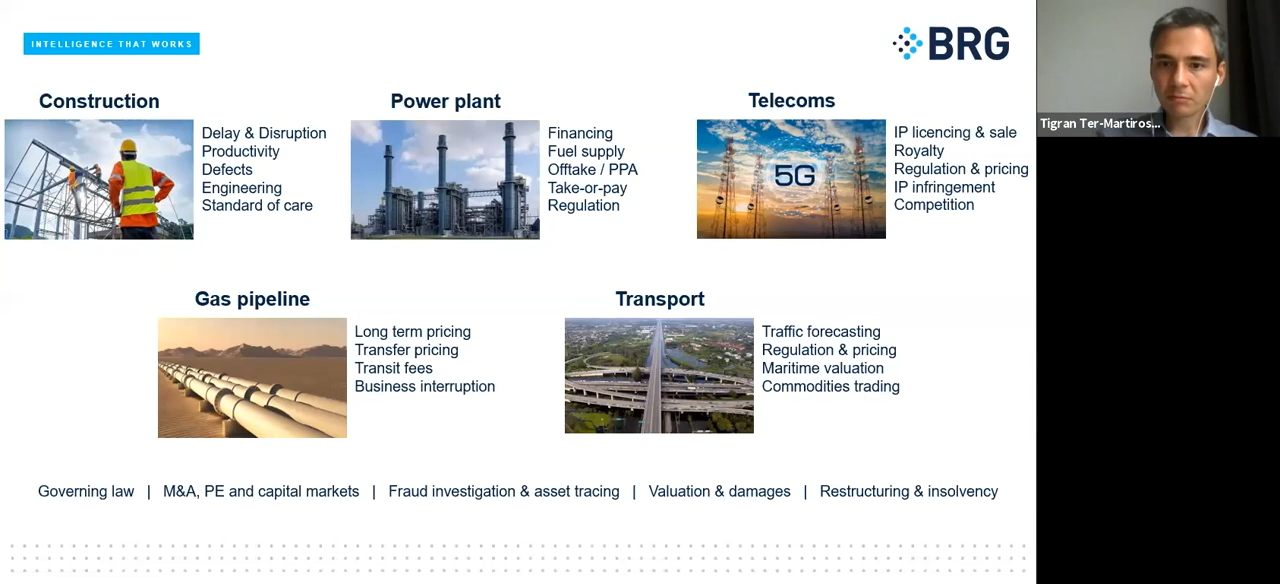 INTELLIGENCE THAT WORKS
BRG
Tigran Ter-Martiros...
Construction
Delay & Disruption
Productivity
Defects
Engineering
Standard of care
Power plant
Financing
Fuel supply
Offtake / PPA
Take-or-pay
Regulation
Telecoms
5G
IP licencing & sale
Royalty
Regulation & pricing
IP infringement
Competition
Gas pipeline
Long term pricing
Transfer pricing
Transit fees
Business interruption
Transport
Traffic forecasting
Regulation & pricing
Maritime valuation
Commodities trading
Governing law | M&A, PE and capital markets | Fraud investigation & asset tracing | Valuation & damages | Restructuring & insolvency